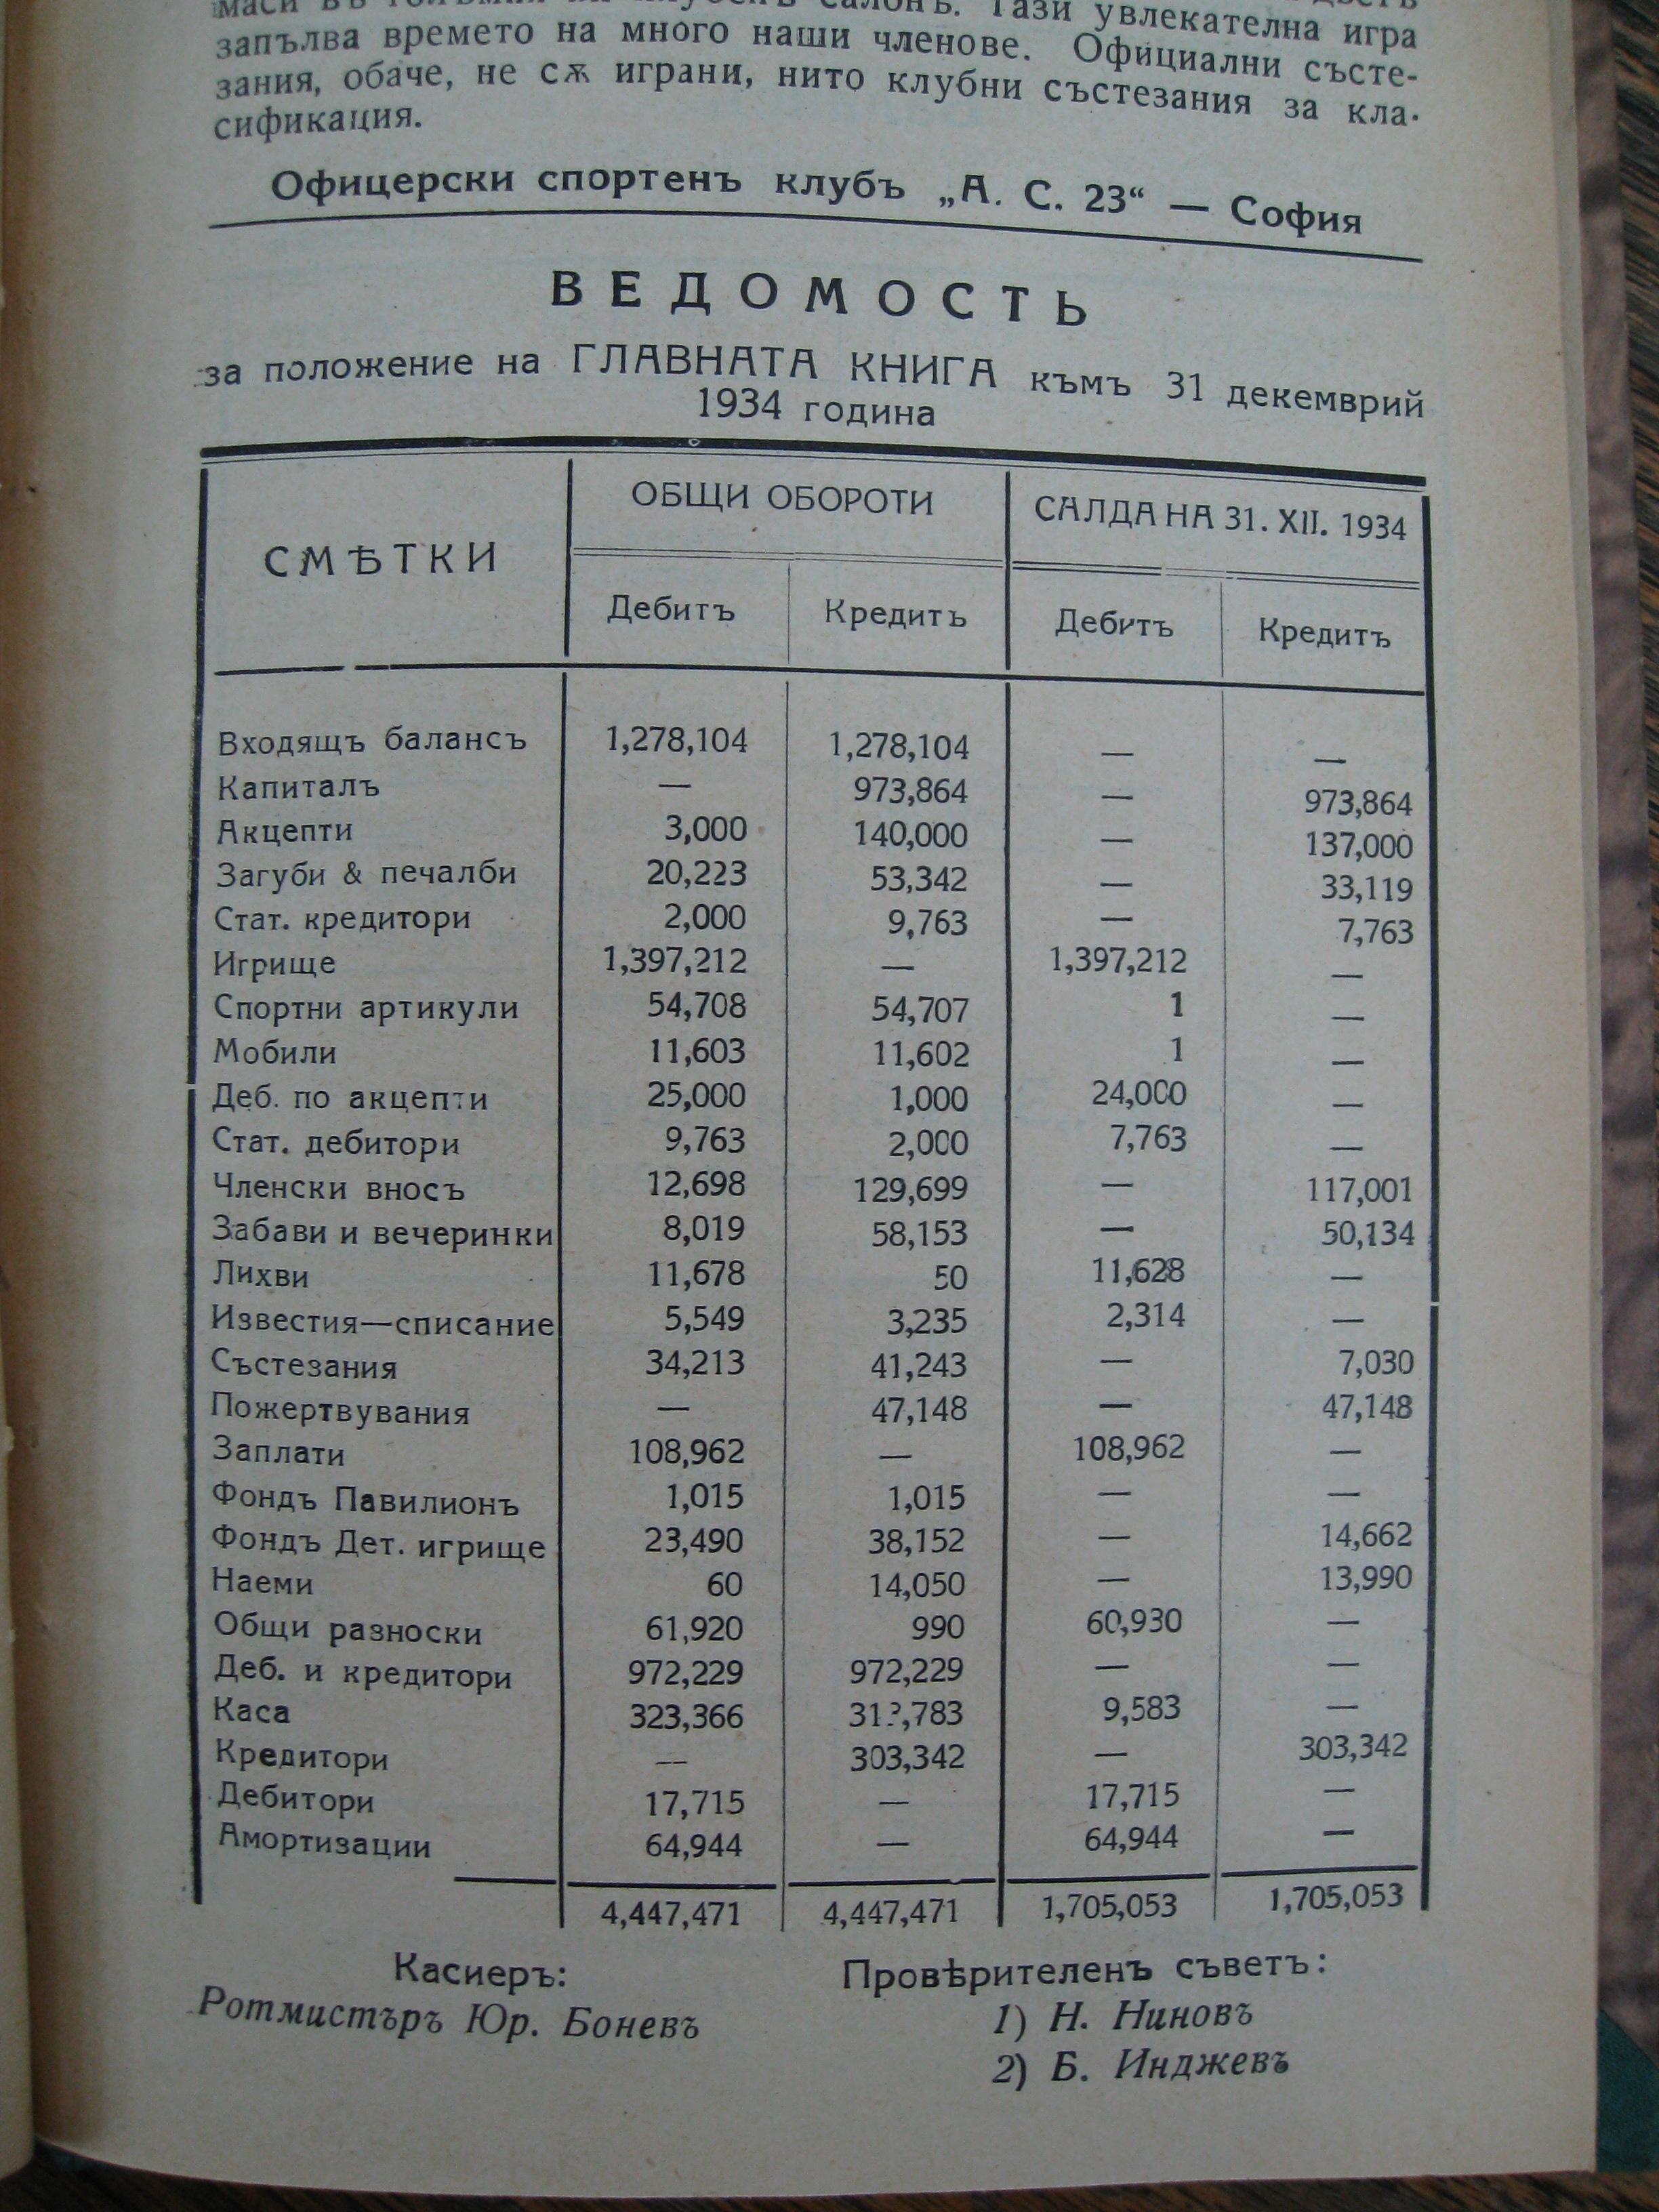 запълва времето на много наши членове. Официални състе-
зания, обаче, не сѫ играни, нито клубни състезания за кла-
сификация.
Офицерски спортенъ клубъ „А. С. 23“ — София
ВЕДОМОСТЬ
за положение на ГЛАВНАТА КНИГА къмъ 31 декемврий
1934 година
СМѢТКИ ОБЩИ ОБОРОТИ САЛДА НА 31. XII. 1934
Дебитъ Кредитъ Дебитъ Кредитъ
Входящъ балансъ 1,278,104 1,278,104 — —
Капиталъ — 973,864 — 973,864
Акцепти 3,000 140,000 — 137,000
Загуби & печалби 20,223 53,342 — 33,119
Стат. кредитори 2,000 9,763 — 7,763
Игрище 1,397,212 — 1,397,212 —
Спортни артикули 54,708 54,707 1 —
Мобили 11,603 11,602 1 —
Деб. по акцепти 25,000 1,000 24,000 —
Стат. дебитори 9,763 2,000 7,763 —
Членски вносъ 12,698 129,699 — 117,001
Забави и вечеринки 8,019 58,153 — 50,134
Лихви 11,678 50 11,628 —
Известия—списание 5,549 3,235 2,314 —
Състезания 34,213 41,243 — 7,030
Пожертвувания — 47,148 — 47,148
Заплати 108,962 — 108,962 —
Фондъ Павилионъ 1,015 1,015 — —
Фондъ Дет. игрище 23,490 38,152 — 14,662
Наеми 60 14,050 — 13,990
Общи разноски 61,920 990 60,930 —
Деб. и кредитори 972,229 972,229 — —
Каса 323,366 313,783 9,583 —
Кредитори — 303,342 — 303,342
Дебитори 17,715 — 17,715 —
Амортизации 64,944 — 64,944 —
4,447,471 4,447,471 1,705,053 1,705,053
Касиеръ: Провѣрителенъ съветъ:
Ротмистъръ Юр. Боневъ 1) Н. Ниновъ
2) Б. Инджевъ